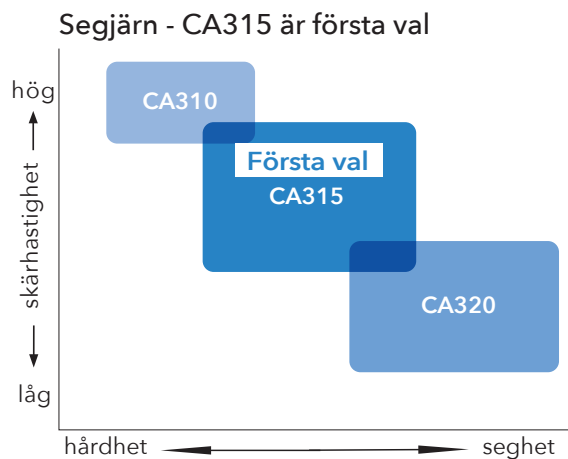 Segjärn - CA315 är första val
hög
skärhastighet
låg
CA310
Första val
CA315
CA320
hårdhet
seghet